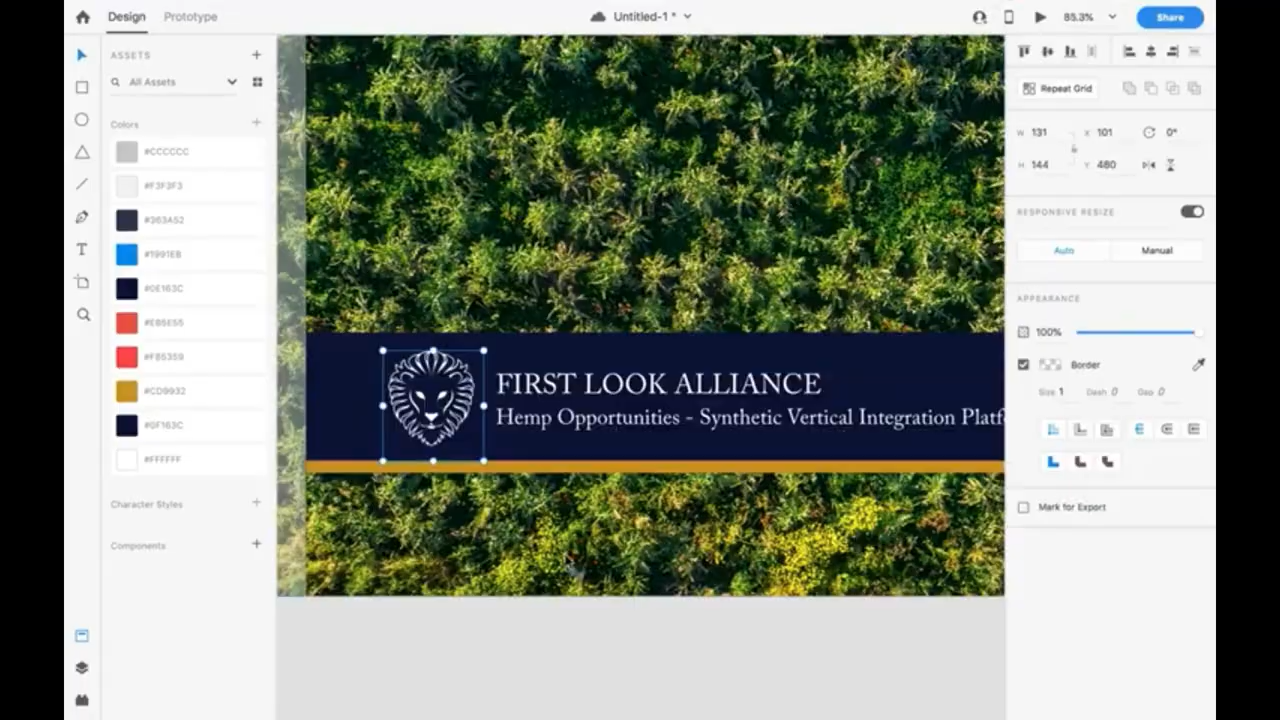 Design Prototype Untitled-1 * 85.3% Share
ASSETS
All Assets
Colors
#CCCCCC
#F3F3F3
#363A52
#1991EB
#0E163C
#EB5E55
#FB5359
#CD9932
#0F163C
#FFFFFF
Character Styles
Components
FIRST LOOK ALLIANCE
Hemp Opportunities - Synthetic Vertical Integration Platf
Repeat Grid
W 131 X 101 0°
H 144 Y 480
RESPONSIVE RESIZE
Auto Manual
APPEARANCE
100%
Border
Size 1 Dash 0 Gap 0
Mark for Export